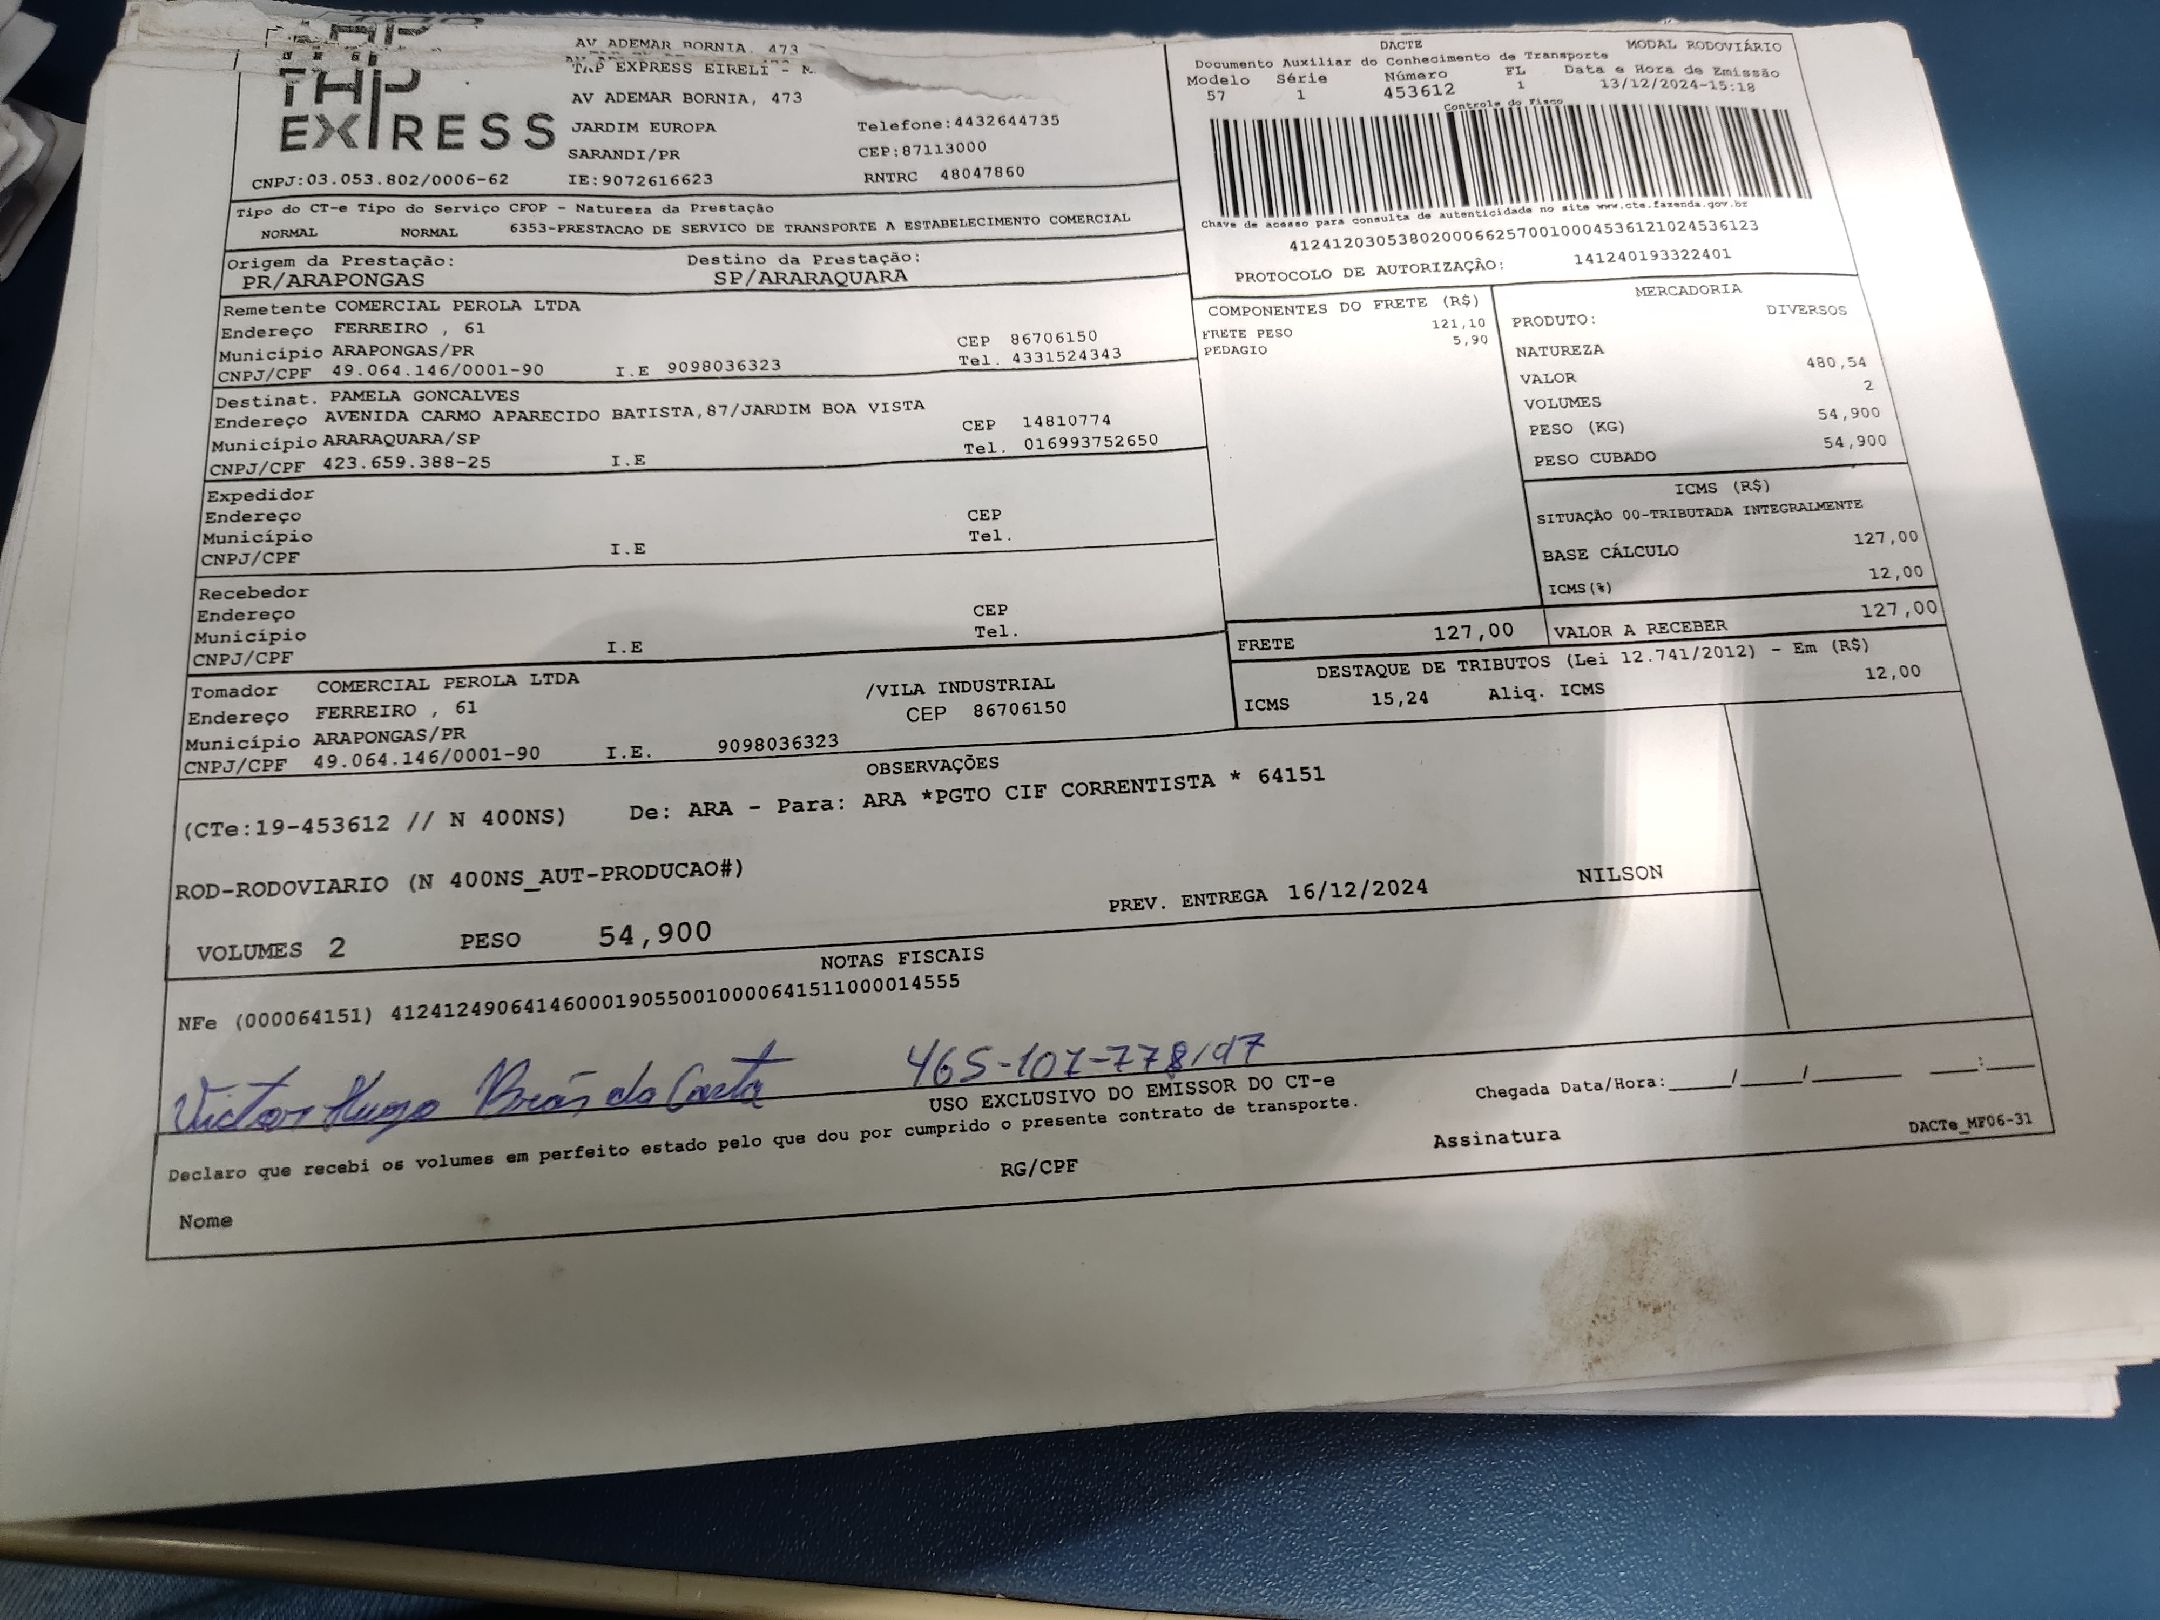 TAP EXPRESS
AV ADEMAR BORNIA, 473
TAP EXPRESS EIRELI -
AV ADEMAR BORNIA, 473
JARDIM EUROPA Telefone:4432644735
SARANDI/PR CEP:87113000
CNPJ:03.053.802/0006-62 IE:9072616623 RNTRC 48047860
DACTE MODAL RODOVIÁRIO
Documento Auxiliar do Conhecimento de Transporte
Modelo Série Número FL Data e Hora de Emissão
57 1 453612 1 13/12/2024-15:18
Controle do Fisco
Chave de acesso para consulta de autenticidade no site www.cte.fazenda.gov.br
41241203053802000662570010004536121024536123
PROTOCOLO DE AUTORIZAÇÃO: 141240193322401
Tipo do CT-e Tipo do Serviço CFOP - Natureza da Prestação
NORMAL NORMAL 6353-PRESTACAO DE SERVICO DE TRANSPORTE A ESTABELECIMENTO COMERCIAL
Origem da Prestação: Destino da Prestação:
PR/ARAPONGAS SP/ARARAQUARA
Remetente COMERCIAL PEROLA LTDA
Endereço FERREIRO , 61 CEP 86706150
Município ARAPONGAS/PR Tel. 4331524343
CNPJ/CPF 49.064.146/0001-90 I.E 9098036323
Destinat. PAMELA GONCALVES
Endereço AVENIDA CARMO APARECIDO BATISTA,87/JARDIM BOA VISTA CEP 14810774
Município ARARAQUARA/SP Tel. 016993752650
CNPJ/CPF 423.659.388-25 I.E
Expedidor
Endereço CEP
Município Tel.
CNPJ/CPF I.E
Recebedor
Endereço CEP
Município Tel.
CNPJ/CPF I.E
Tomador COMERCIAL PEROLA LTDA /VILA INDUSTRIAL
Endereço FERREIRO , 61 CEP 86706150
Município ARAPONGAS/PR
CNPJ/CPF 49.064.146/0001-90 I.E. 9098036323
COMPONENTES DO FRETE (R$)
FRETE PESO 121,10
PEDAGIO 5,90
MERCADORIA
PRODUTO: DIVERSOS
NATUREZA
VALOR 480,54
VOLUMES 2
PESO (KG) 54,900
PESO CUBADO 54,900
ICMS (R$)
SITUAÇÃO 00-TRIBUTADA INTEGRALMENTE
BASE CÁLCULO 127,00
ICMS(%) 12,00
FRETE 127,00 VALOR A RECEBER 127,00
DESTAQUE DE TRIBUTOS (Lei 12.741/2012) - Em (R$)
ICMS 15,24 Aliq. ICMS 12,00
OBSERVAÇÕES
(CTe:19-453612 // N 400NS) De: ARA - Para: ARA *PGTO CIF CORRENTISTA * 64151
ROD-RODOVIARIO (N 400NS_AUT-PRODUCAO#)
VOLUMES 2 PESO 54,900 PREV. ENTREGA 16/12/2024 NILSON
NOTAS FISCAIS
NFe (000064151) 41241249064146000190550010000641511000014555
Victor Hugo
USO EXCLUSIVO DO EMISSOR DO CT-e
Declaro que recebi os volumes em perfeito estado pelo que dou por cumprido o presente contrato de transporte.
Chegada Data/Hora:____/____/____ __:__
Nome RG/CPF Assinatura
DACTe_MF06-31